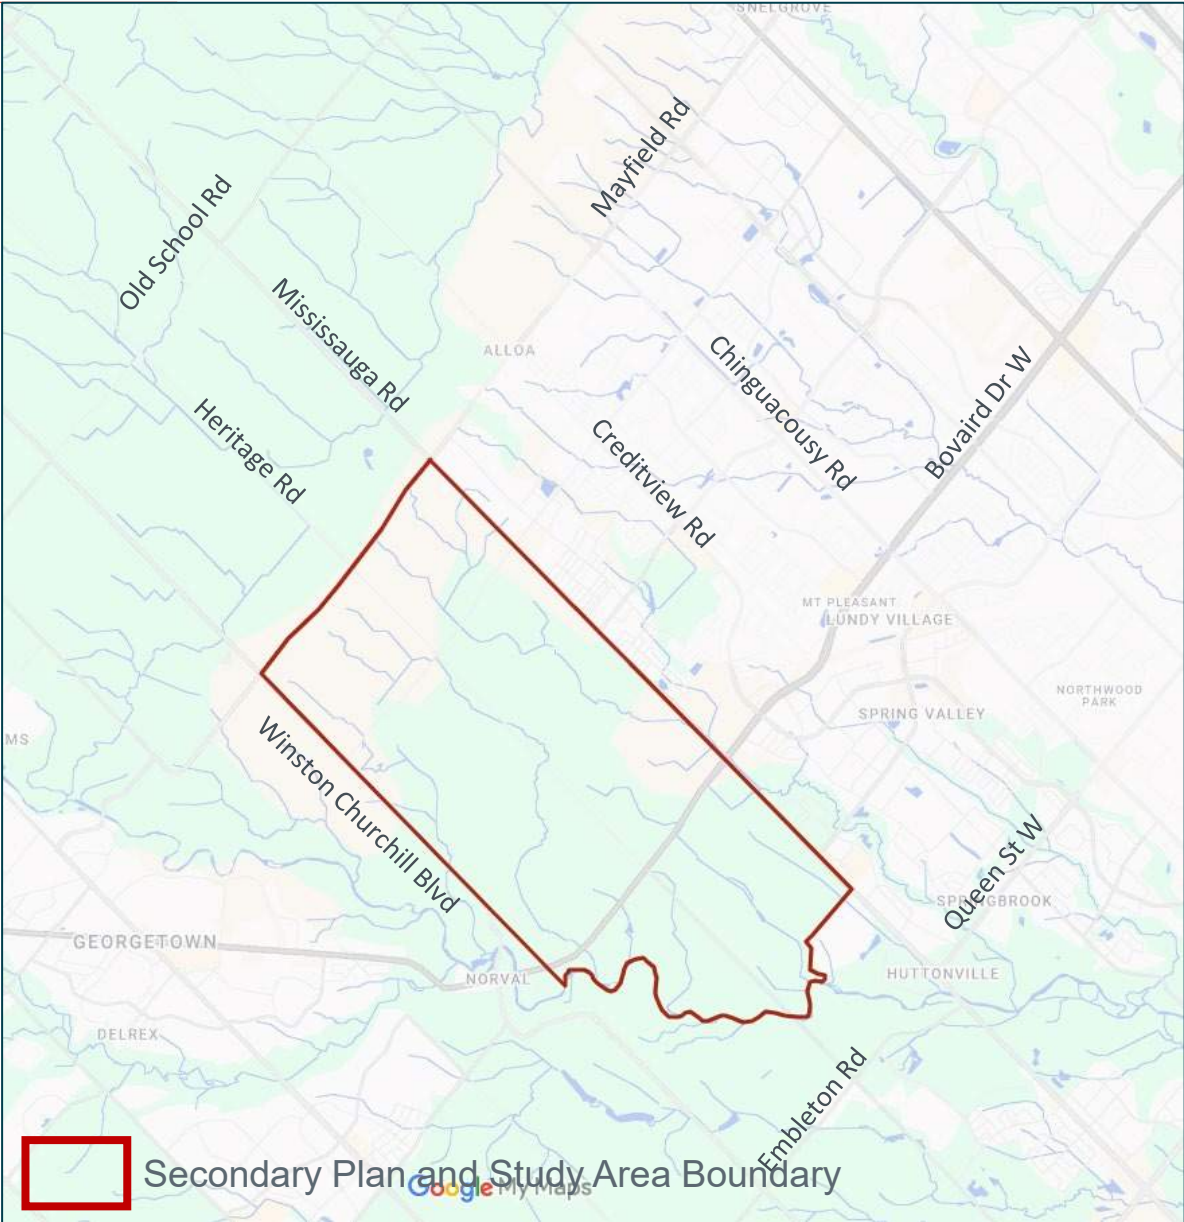 SNELGROVE
Mayfield Rd
Old School Rd
Mississauga Rd
ALLOA
Chinguacousy Rd
Bovaird Dr W
Heritage Rd
Creditview Rd
MT PLEASANT
LUNDY VILLAGE
NORTHWOOD
PARK
SPRING VALLEY
MS
Winston Churchill Blvd
Queen St W
SPRINGBROOK
GEORGETOWN
NORVAL
HUTTONVILLE
DELREX
Embleton Rd
Secondary Plan and Study Area Boundary
Google My Maps